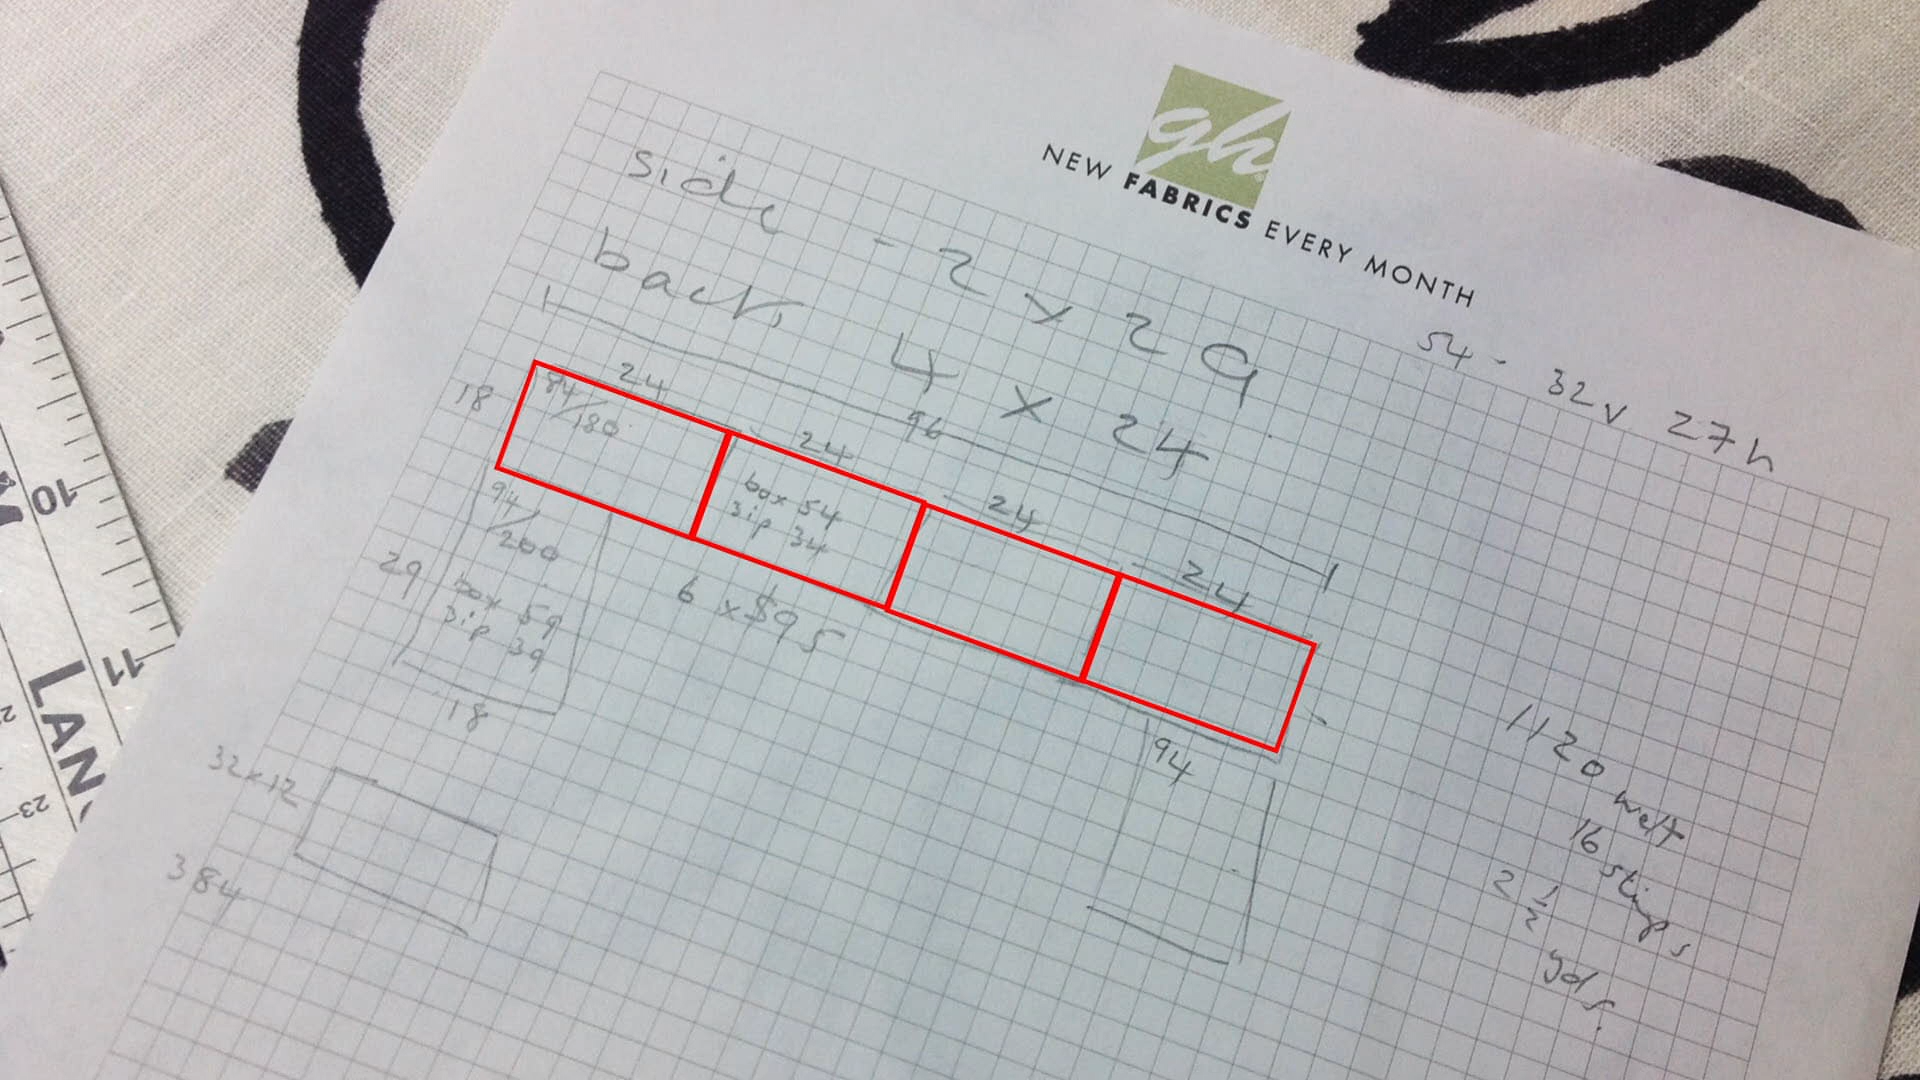 gh
NEW FABRICS EVERY MONTH
side - 2 x 29
back 4 x 24
54 - 32v 27h
96
24
24
24
24
18
84/180
box 54
zip 34
94/200
29
box 59
zip 39
18
6 x $95
94
32x12
384
1120 welt
16 strips
2 1/2 yds.
10
11
LAN
23